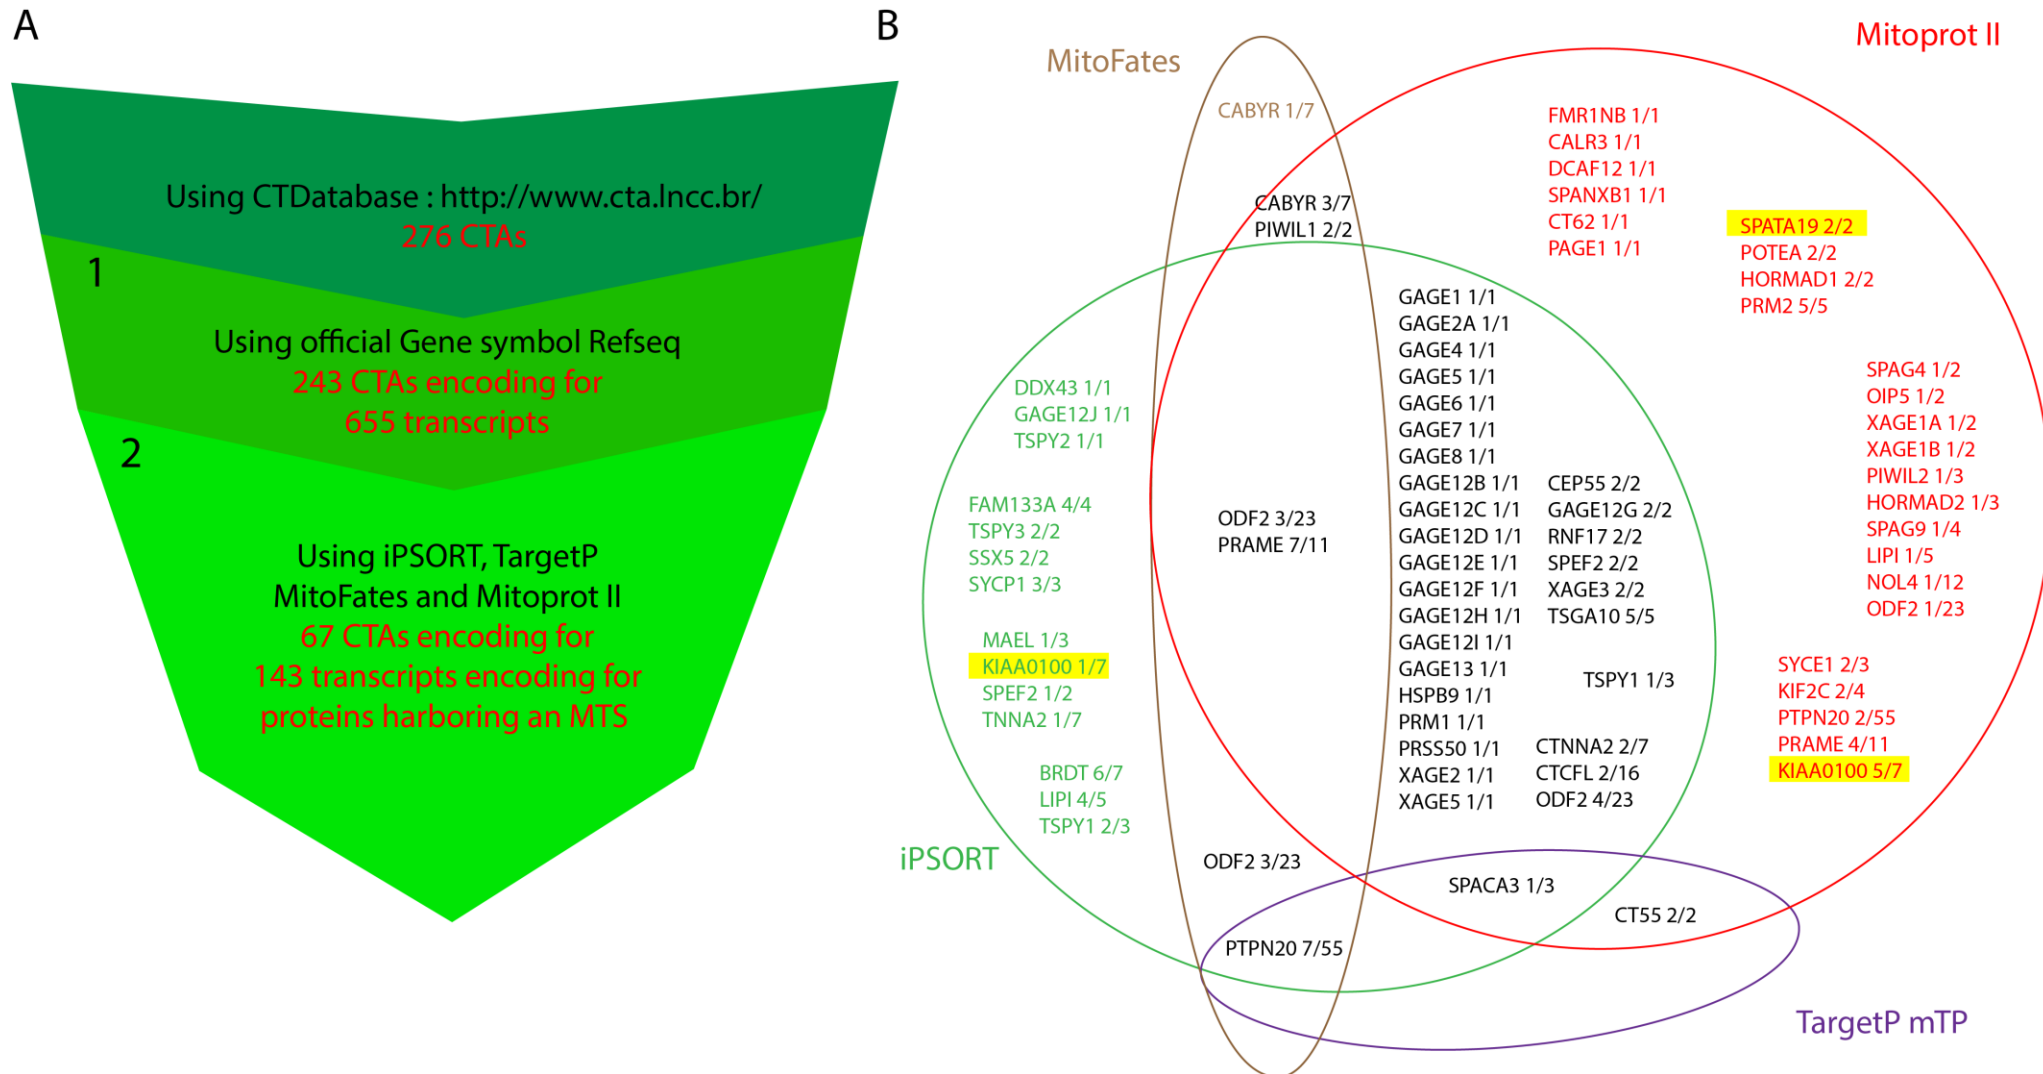 A
Using CTDatabase : http://www.cta.lncc.br/
276 CTAs
1
Using official Gene symbol Refseq
243 CTAs encoding for
655 transcripts
2
Using iPSORT, TargetP
MitoFates and Mitoprot II
67 CTAs encoding for
143 transcripts encoding for
proteins harboring an MTS
B
MitoFates
Mitoprot II
CABYR 1/7
CABYR 3/7
PIWIL1 2/2
FMR1NB 1/1
CALR3 1/1
DCAF12 1/1
SPANXB1 1/1
CT62 1/1
PAGE1 1/1
SPATA19 2/2
POTEA 2/2
HORMAD1 2/2
PRM2 5/5
SPAG4 1/2
OIP5 1/2
XAGE1A 1/2
XAGE1B 1/2
PIWIL2 1/3
HORMAD2 1/3
SPAG9 1/4
LIPI 1/5
NOL4 1/12
ODF2 1/23
SYCE1 2/3
KIF2C 2/4
PTPN20 2/55
PRAME 4/11
KIAA0100 5/7
DDX43 1/1
GAGE12J 1/1
TSPY2 1/1
FAM133A 4/4
TSPY3 2/2
SSX5 2/2
SYCP1 3/3
MAEL 1/3
KIAA0100 1/7
SPEF2 1/2
TNNA2 1/7
BRDT 6/7
LIPI 4/5
TSPY1 2/3
iPSORT
ODF2 3/23
PRAME 7/11
GAGE1 1/1
GAGE2A 1/1
GAGE4 1/1
GAGE5 1/1
GAGE6 1/1
GAGE7 1/1
GAGE8 1/1
GAGE12B 1/1
GAGE12C 1/1
GAGE12D 1/1
GAGE12E 1/1
GAGE12F 1/1
GAGE12H 1/1
GAGE12I 1/1
GAGE13 1/1
HSPB9 1/1
PRM1 1/1
PRSS50 1/1
XAGE2 1/1
XAGE5 1/1
CEP55 2/2
GAGE12G 2/2
RNF17 2/2
SPEF2 2/2
XAGE3 2/2
TSGA10 5/5
TSPY1 1/3
CTNNA2 2/7
CTCFL 2/16
ODF2 4/23
ODF2 3/23
SPACA3 1/3
CT55 2/2
PTPN20 7/55
TargetP mTP